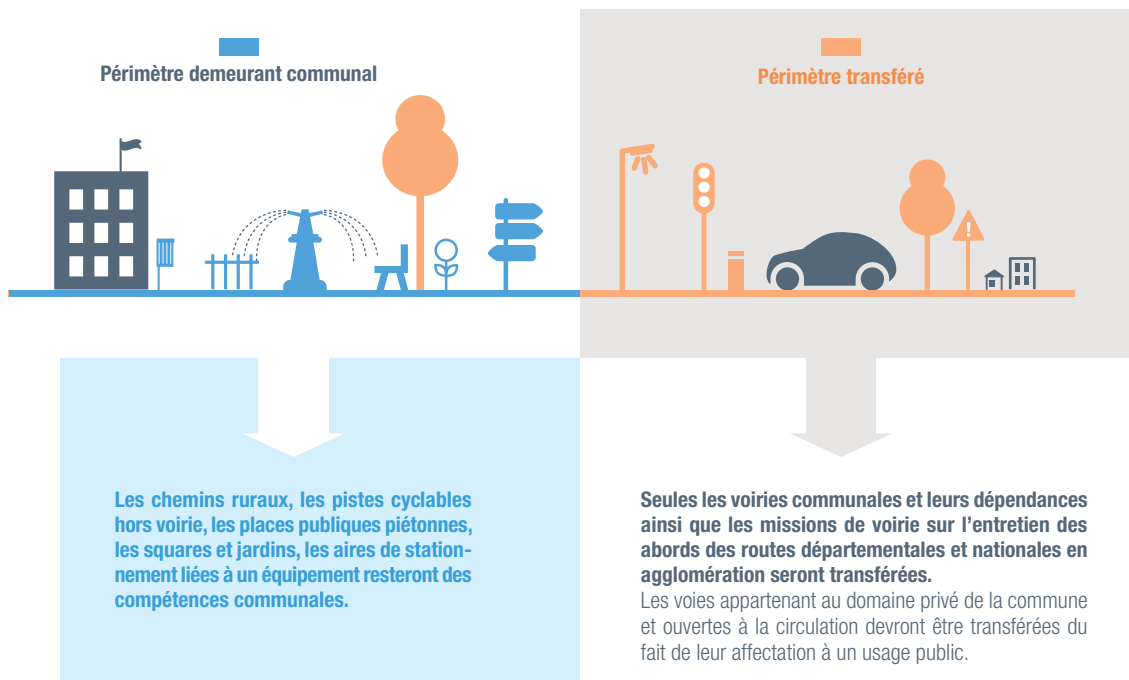 Périmètre demeurant communal
Périmètre transféré
!
Les chemins ruraux, les pistes cyclables
hors voirie, les places publiques piétonnes,
les squares et jardins, les aires de station-
nement liées à un équipement resteront des
compétences communales.
Seules les voiries communales et leurs dépendances
ainsi que les missions de voirie sur l’entretien des
abords des routes départementales et nationales en
agglomération seront transférées.
Les voies appartenant au domaine privé de la commune
et ouvertes à la circulation devront être transférées du
fait de leur affectation à un usage public.